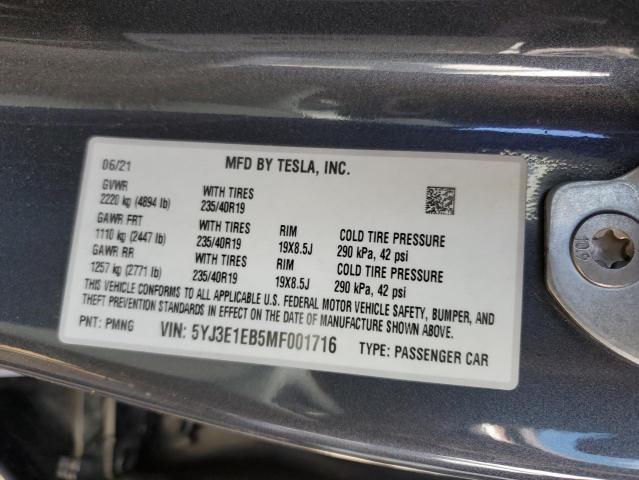 06/21 MFD BY TESLA, INC.
GVWR WITH TIRES
2220 kg (4894 lb) 235/40R19
GAWR FRT WITH TIRES RIM COLD TIRE PRESSURE
1110 kg (2447 lb) 235/40R19 19X8.5J 290 kPa, 42 psi
GAWR RR WITH TIRES RIM COLD TIRE PRESSURE
1257 kg (2771 lb) 235/40R19 19X8.5J 290 kPa, 42 psi
THIS VEHICLE CONFORMS TO ALL APPLICABLE U.S. FEDERAL MOTOR VEHICLE SAFETY, BUMPER, AND
THEFT PREVENTION STANDARDS IN EFFECT ON THE DATE OF MANUFACTURE SHOWN ABOVE.
PNT: PMNG VIN: 5YJ3E1EB5MF001716 TYPE: PASSENGER CAR
10.9